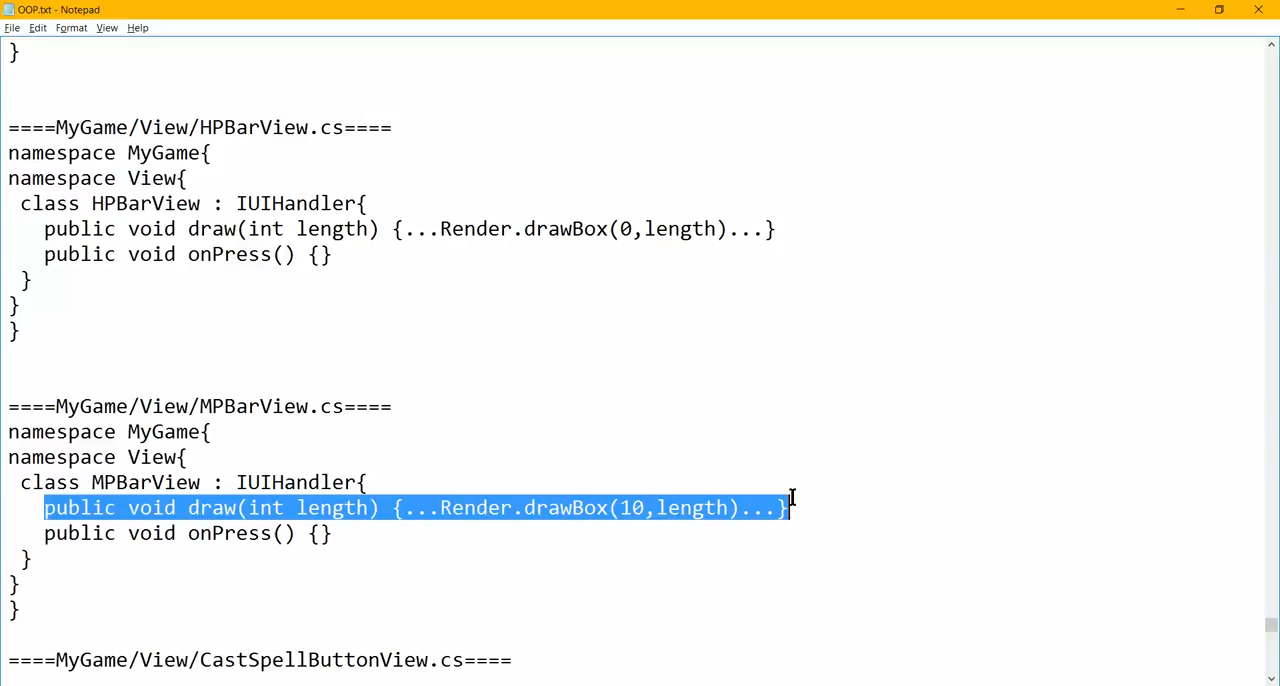 OOP.txt - Notepad
File Edit Format View Help
}
====MyGame/View/HPBarView.cs====
namespace MyGame{
namespace View{
 class HPBarView : IUIHandler{
   public void draw(int length) {...Render.drawBox(0,length)...}
   public void onPress() {}
 }
}
}
====MyGame/View/MPBarView.cs====
namespace MyGame{
namespace View{
 class MPBarView : IUIHandler{
   public void draw(int length) {...Render.drawBox(10,length)...}
   public void onPress() {}
 }
}
}
====MyGame/View/CastSpellButtonView.cs====